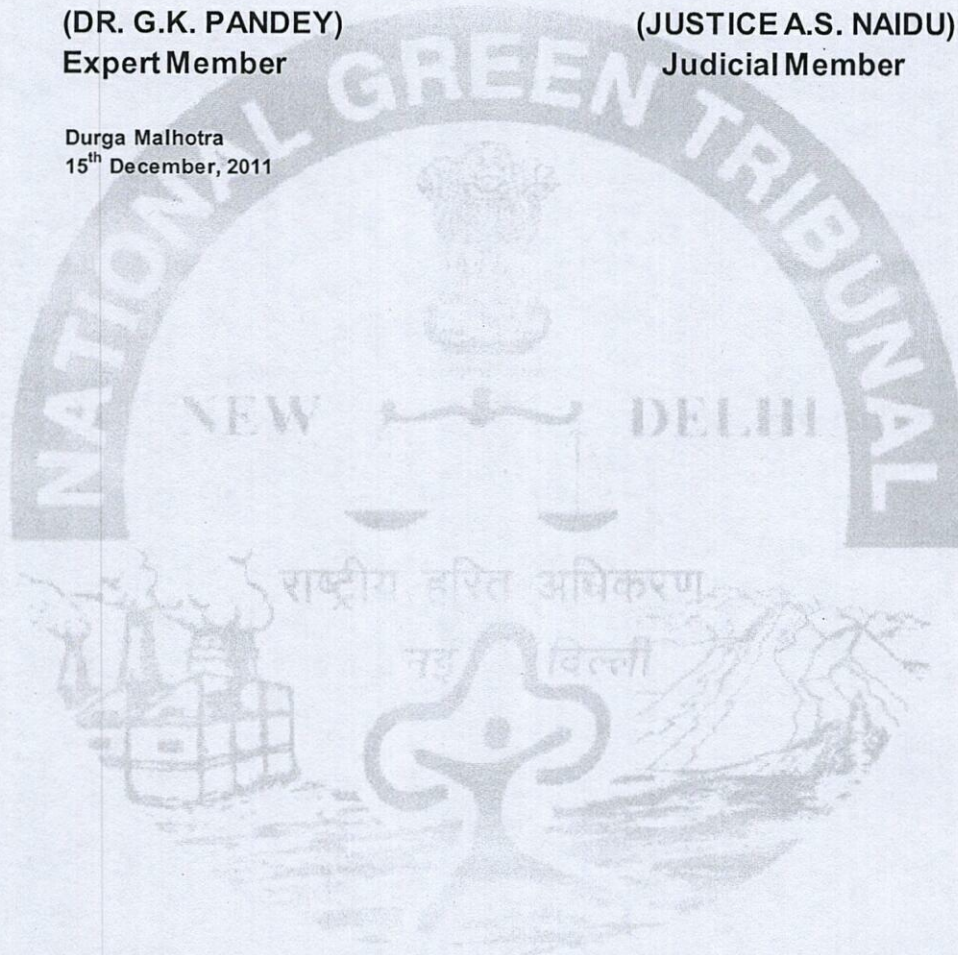 (DR. G.K. PANDEY) (JUSTICE A.S. NAIDU)
Expert Member Judicial Member
Durga Malhotra
15th December, 2011
NATIONAL GREEN TRIBUNAL
NEW DELHI
राष्ट्रीय हरित अधिकरण
नई दिल्ली